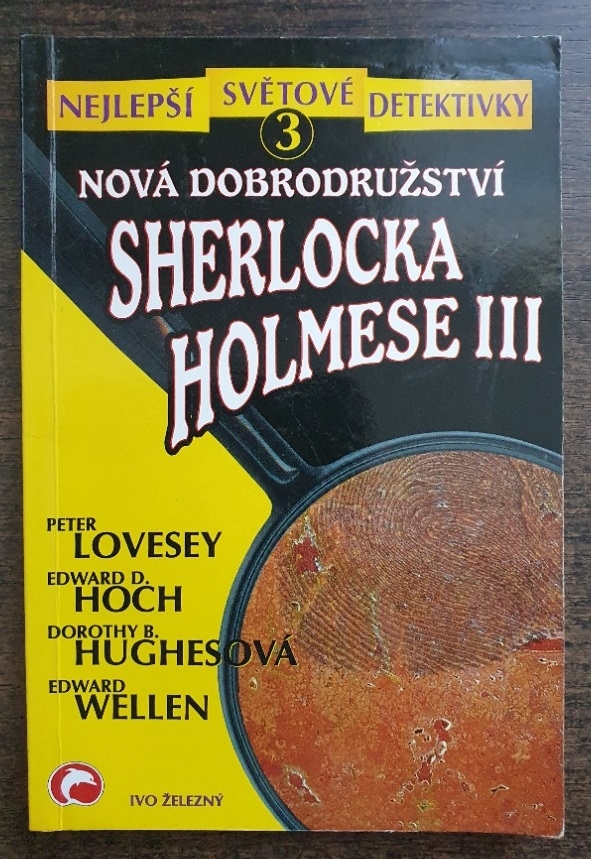 NEJLEPŠÍ SVĚTOVÉ DETEKTIVKY
3
NOVÁ DOBRODRUŽSTVÍ
SHERLOCKA
HOLMESE III
PETER
LOVESEY
EDWARD D.
HOCH
DOROTHY B.
HUGHESOVÁ
EDWARD
WELLEN
IVO ŽELEZNÝ